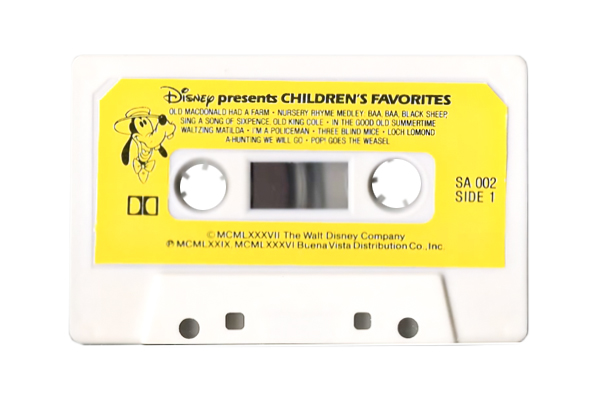 Disney presents CHILDREN'S FAVORITES
OLD MACDONALD HAD A FARM • NURSERY RHYME MEDLEY: BAA, BAA, BLACK SHEEP,
SING A SONG OF SIXPENCE, OLD KING COLE • IN THE GOOD OLD SUMMERTIME
WALTZING MATILDA • I'M A POLICEMAN • THREE BLIND MICE • LOCH LOMOND
A-HUNTING WE WILL GO • POP! GOES THE WEASEL
SA 002
SIDE 1
© MCMLXXXVII The Walt Disney Company
℗ MCMLXXIX, MCMLXXXVI Buena Vista Distribution Co., Inc.